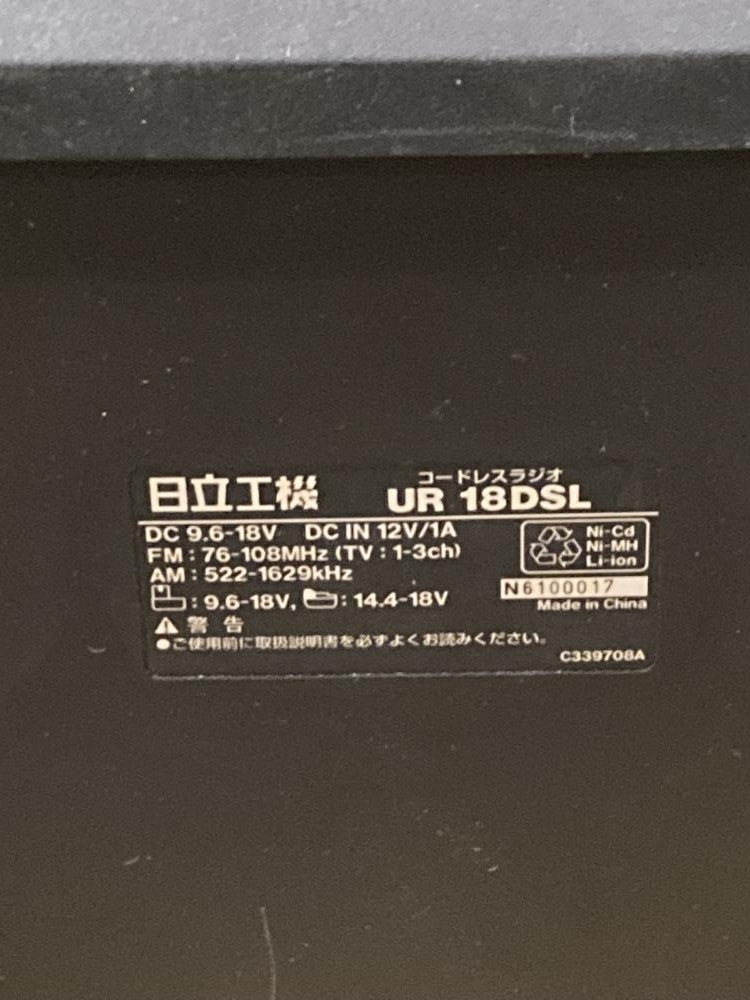 日立工機
コードレスラジオ
UR 18DSL
DC 9.6-18V DC IN 12V/1A
FM : 76-108MHz (TV : 1-3ch)
AM : 522-1629kHz
: 9.6-18V, : 14.4-18V
Ni-Cd
Ni-MH
Li-ion
N6100017
Made in China
警告
●ご使用前に取扱説明書を必ずよくお読みください。
C339708A